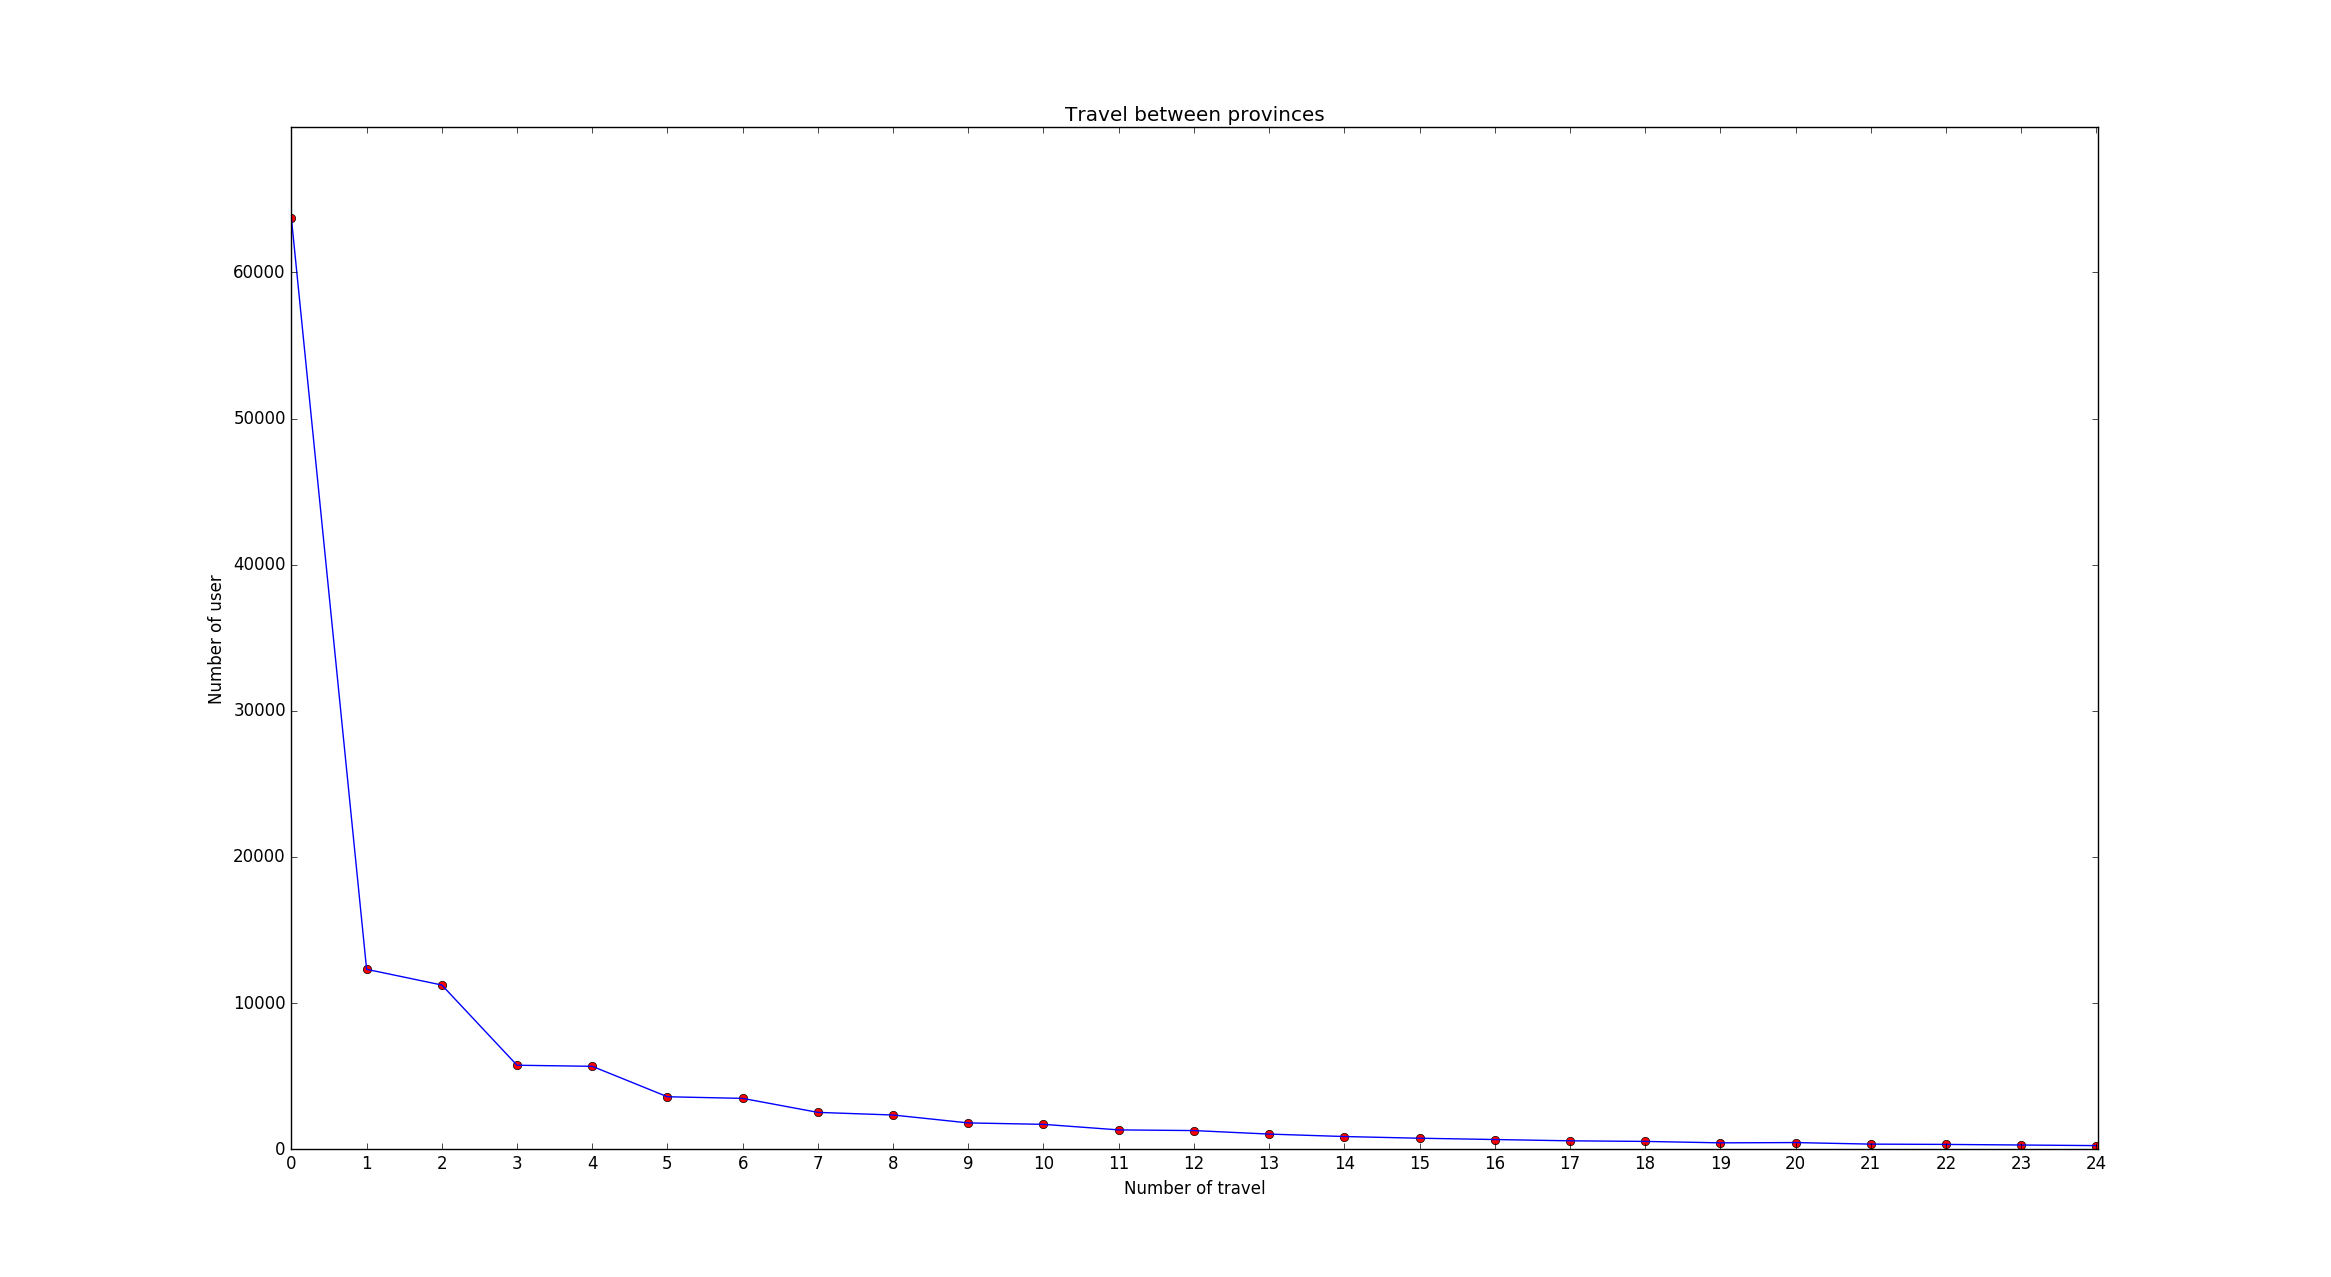 Travel between provinces
60000
50000
40000
30000
20000
10000
0
Number of user
0 1 2 3 4 5 6 7 8 9 10 11 12 13 14 15 16 17 18 19 20 21 22 23 24
Number of travel